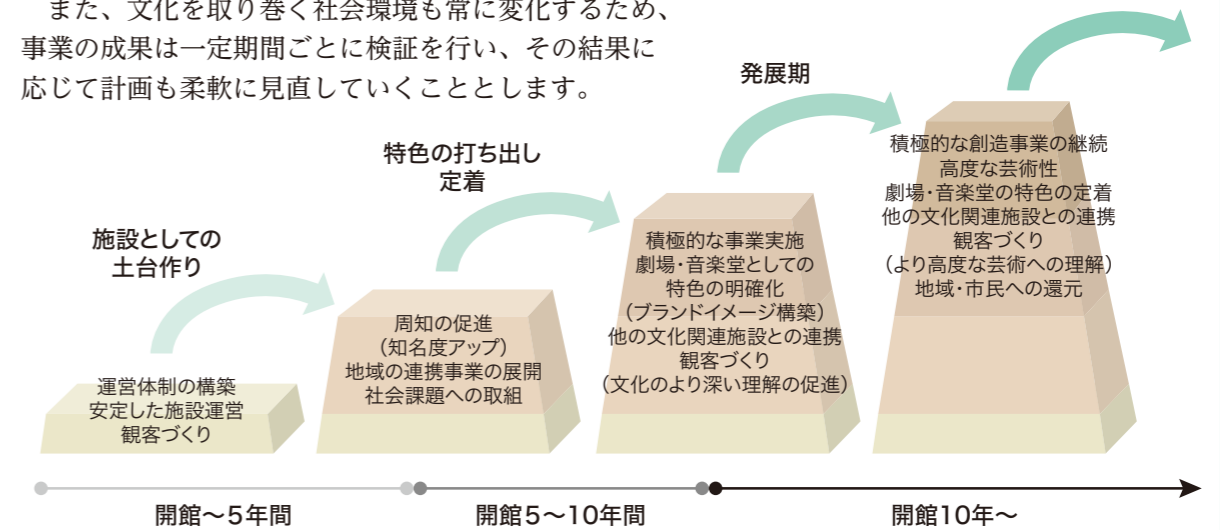 また、文化を取り巻く社会環境も常に変化するため、
事業の成果は一定期間ごとに検証を行い、その結果に
応じて計画も柔軟に見直していくこととします。
施設としての
土台作り
特色の打ち出し
定着
発展期
運営体制の構築
安定した施設運営
観客づくり
周知の促進
（知名度アップ）
地域の連携事業の展開
社会課題への取組
積極的な事業実施
劇場・音楽堂としての
特色の明確化
（ブランドイメージ構築）
他の文化関連施設との連携
観客づくり
（文化のより深い理解の促進）
積極的な創造事業の継続
高度な芸術性
劇場・音楽堂の特色の定着
他の文化関連施設との連携
観客づくり
（より高度な芸術への理解）
地域・市民への還元
開館～5年間
開館5～10年間
開館10年～